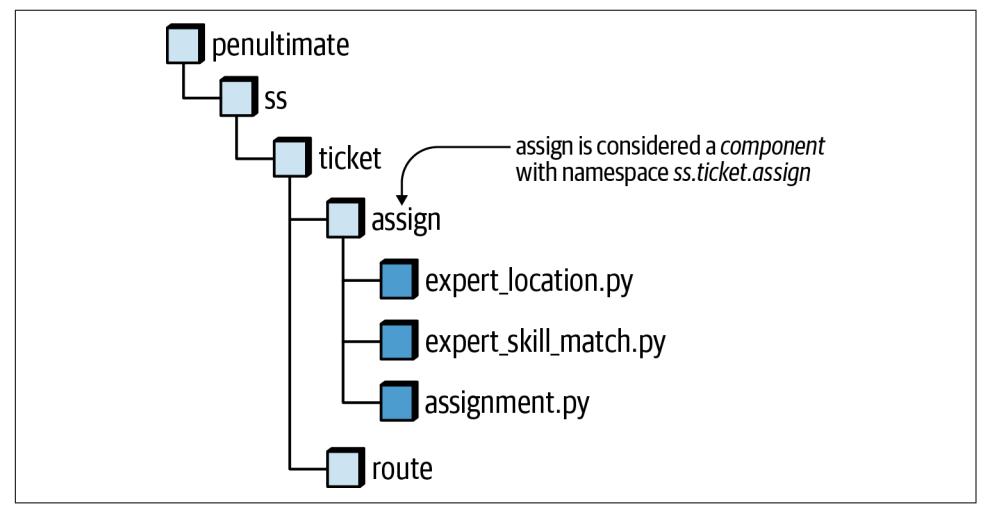 penultimate
ss
ticket
assign is considered a component
with namespace ss.ticket.assign
assign
expert_location.py
expert_skill_match.py
assignment.py
route